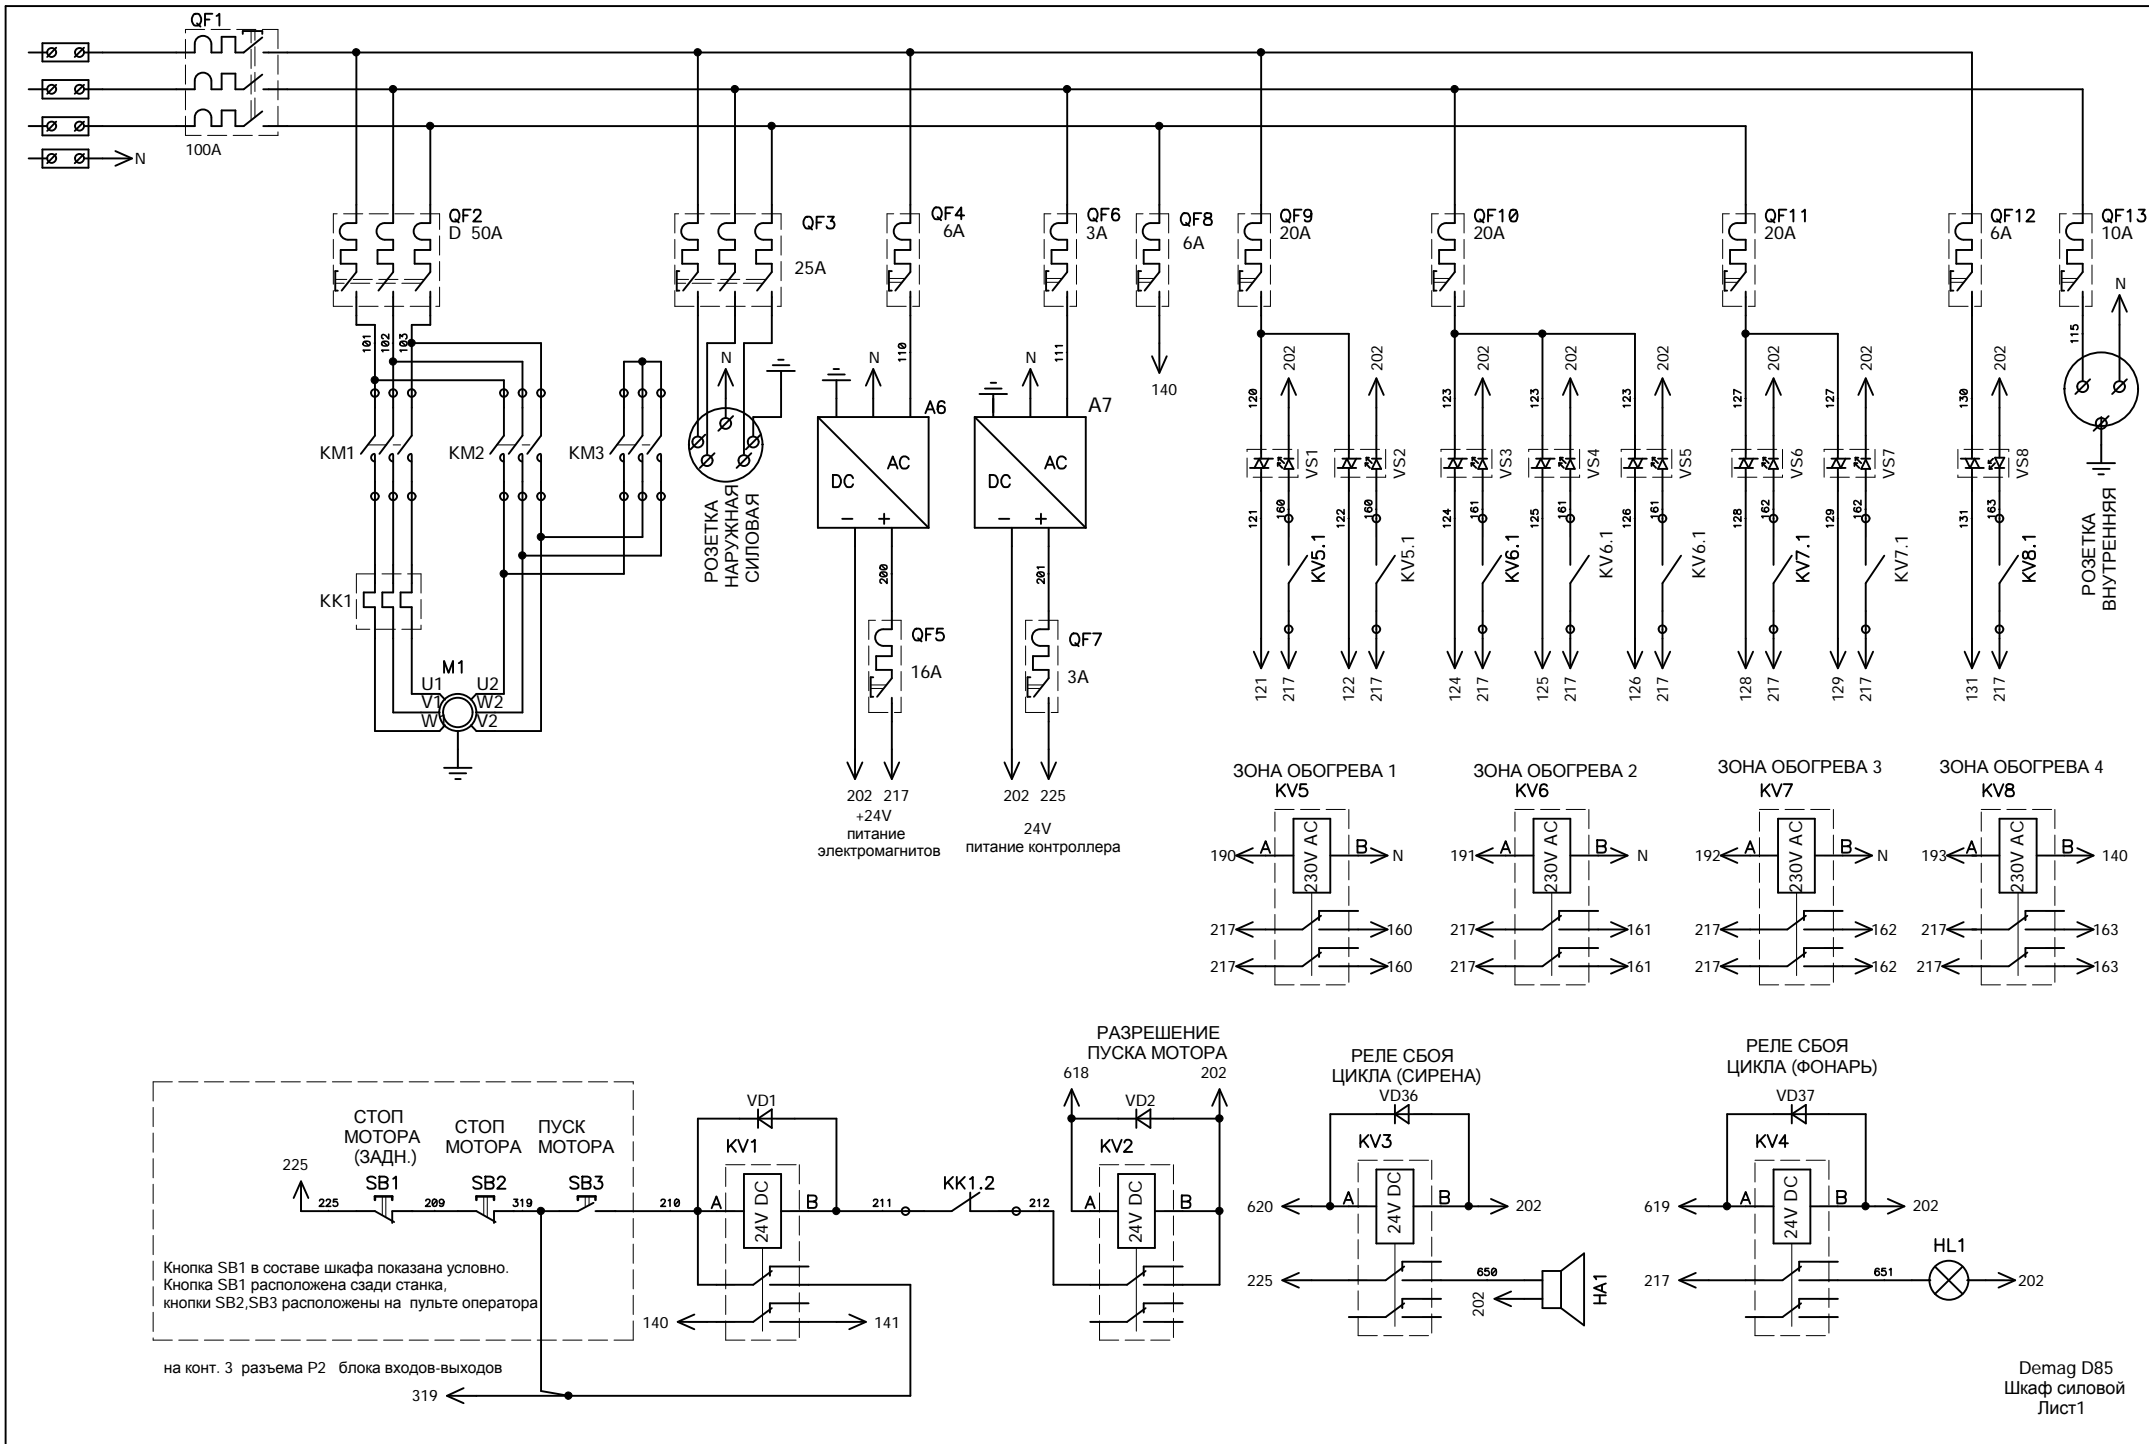 QF1
100A
N
QF2
D 50A
QF3
25A
QF4
6A
QF6
3A
QF8
6A
QF9
20A
QF10
20A
QF11
20A
QF12
6A
QF13
10A
101
102
103
N
N
110
N
111
140
120
202
202
123
202
123
202
123
202
127
202
127
202
130
202
115
N
KM1
KM2
KM3
A6
DC
AC
–
+
A7
DC
AC
–
+
VS1
VS2
VS3
VS4
VS5
VS6
VS7
VS8
РОЗЕТКА
НАРУЖНАЯ
СИЛОВАЯ
РОЗЕТКА
ВНУТРЕННЯЯ
121
160
122
160
124
161
125
161
126
161
128
162
129
162
131
163
KV5.1
KV5.1
KV6.1
KV6.1
KV6.1
KV7.1
KV7.1
KV8.1
KK1
200
QF5
16A
201
QF7
3A
M1
U1
V1
W1
U2
W2
V2
121
217
122
217
124
217
125
217
126
217
128
217
129
217
131
217
202 217
+24V
питание
электромагнитов
202 225
24V
питание контроллера
ЗОНА ОБОГРЕВА 1
KV5
190
A
230V AC
B
N
217
160
217
160
ЗОНА ОБОГРЕВА 2
KV6
191
A
230V AC
B
N
217
161
217
161
ЗОНА ОБОГРЕВА 3
KV7
192
A
230V AC
B
N
217
162
217
162
ЗОНА ОБОГРЕВА 4
KV8
193
A
230V AC
B
140
217
163
217
163
СТОП
МОТОРА
(ЗАДН.)
СТОП
МОТОРА
ПУСК
МОТОРА
225
225
SB1
209
SB2
319
SB3
210
Кнопка SB1 в составе шкафа показана условно.
Кнопка SB1 расположена сзади станка,
кнопки SB2,SB3 расположены на пульте оператора
на конт. 3 разъема P2 блока входов-выходов
319
VD1
KV1
A
24V DC
B
140
141
211
KK1.2
212
РАЗРЕШЕНИЕ
ПУСКА МОТОРА
618
202
VD2
KV2
A
24V DC
B
РЕЛЕ СБОЯ
ЦИКЛА (СИРЕНА)
VD36
KV3
620
A
24V DC
B
202
225
650
202
HA1
РЕЛЕ СБОЯ
ЦИКЛА (ФОНАРЬ)
VD37
KV4
619
A
24V DC
B
202
217
651
HL1
202
Demag D85
Шкаф силовой
Лист1